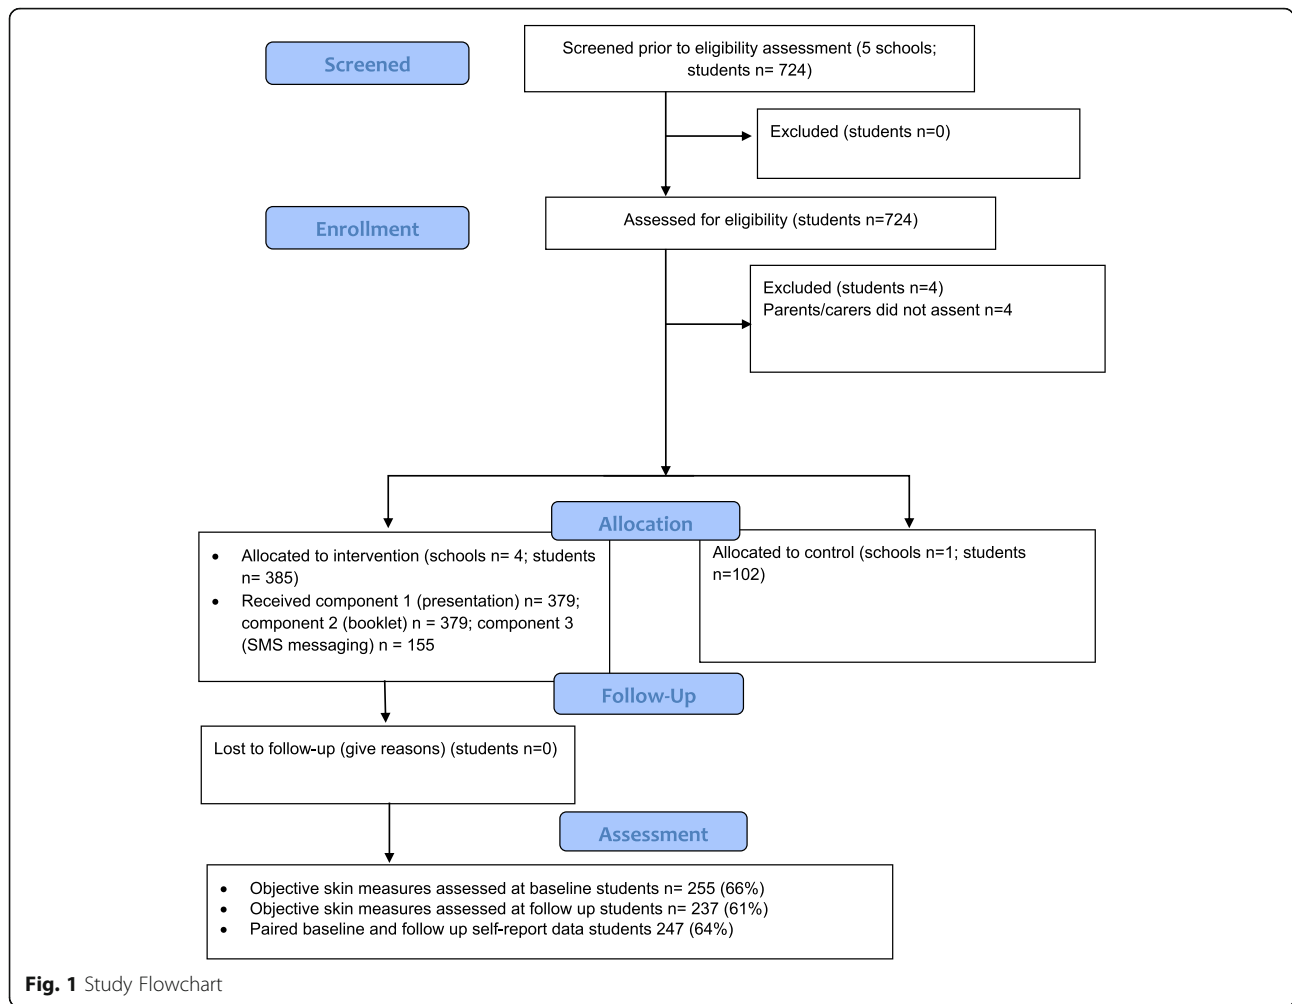 Screened
Screened prior to eligibility assessment (5 schools;
students n= 724)
Excluded (students n=0)
Enrollment
Assessed for eligibility (students n=724)
Excluded (students n=4)
Parents/carers did not assent n=4
Allocation
• Allocated to intervention (schools n= 4; students
n= 385)
• Received component 1 (presentation) n= 379;
component 2 (booklet) n = 379; component 3
(SMS messaging) n = 155
Allocated to control (schools n=1; students
n=102)
Follow-Up
Lost to follow-up (give reasons) (students n=0)
Assessment
• Objective skin measures assessed at baseline students n= 255 (66%)
• Objective skin measures assessed at follow up students n= 237 (61%)
• Paired baseline and follow up self-report data students 247 (64%)
Fig. 1 Study Flowchart